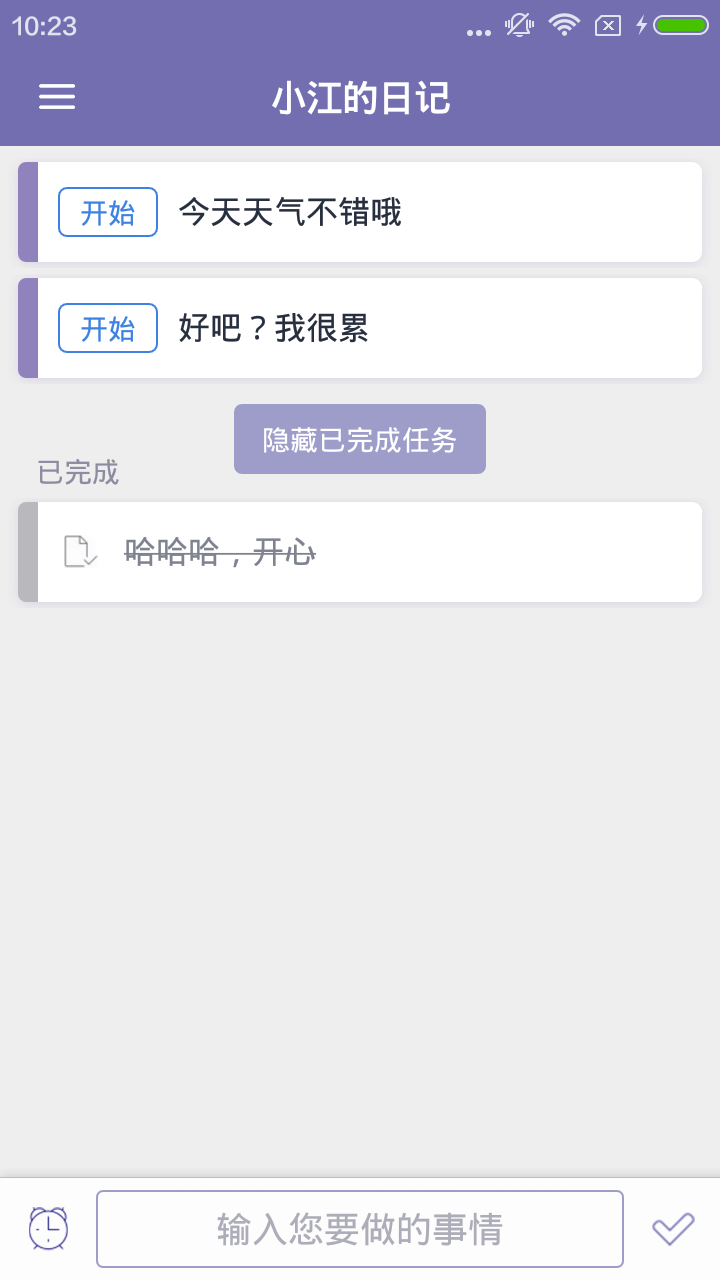 10:23
小江的日记
开始 今天天气不错哦
开始 好吧？我很累
隐藏已完成任务
已完成
哈哈哈，开心
输入您要做的事情